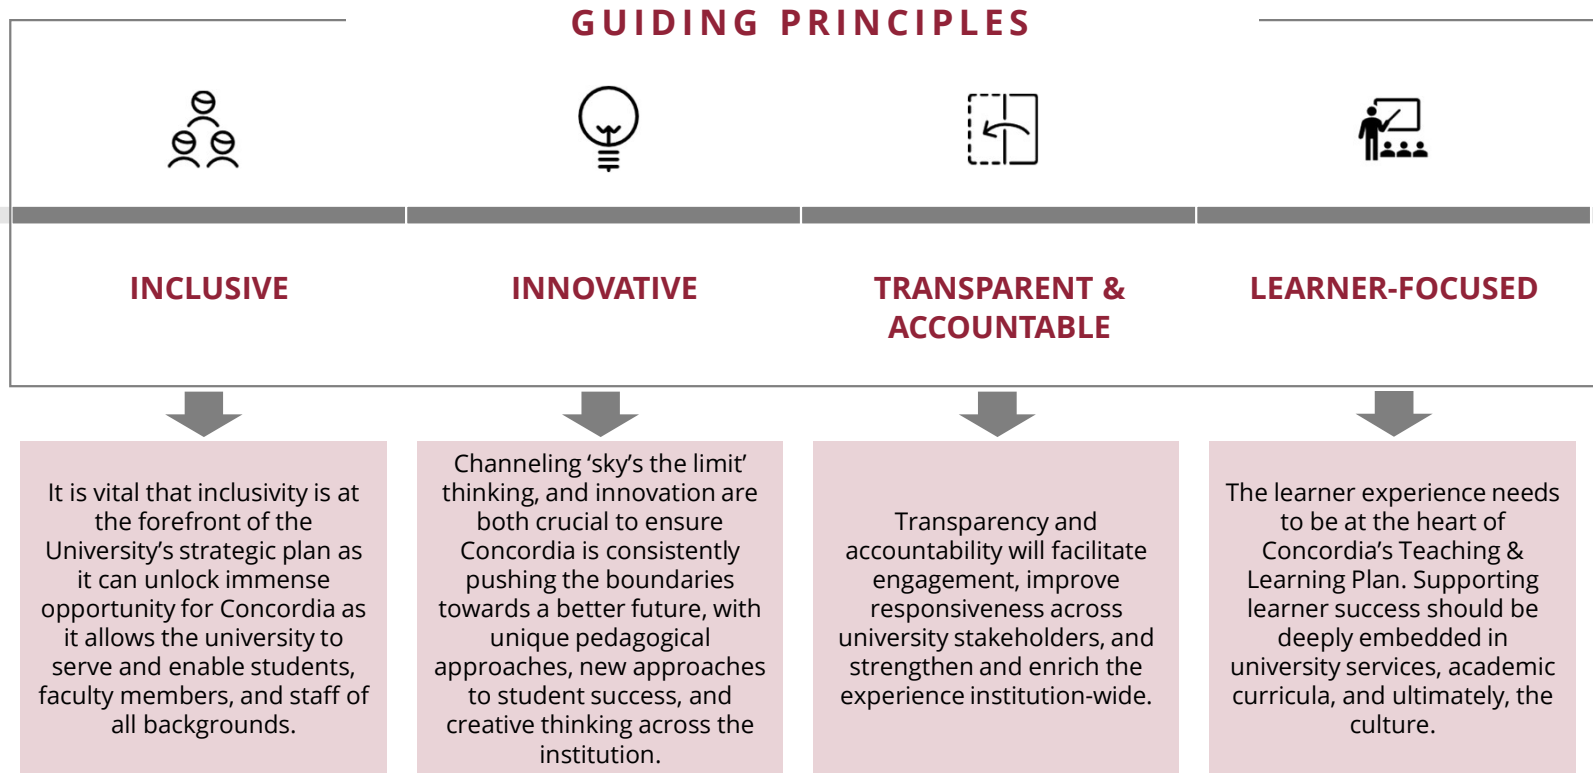 GUIDING PRINCIPLES
INCLUSIVE
INNOVATIVE
TRANSPARENT &
ACCOUNTABLE
LEARNER-FOCUSED
It is vital that inclusivity is at
the forefront of the
University’s strategic plan as
it can unlock immense
opportunity for Concordia as
it allows the university to
serve and enable students,
faculty members, and staff of
all backgrounds.
Channeling ‘sky’s the limit’
thinking, and innovation are
both crucial to ensure
Concordia is consistently
pushing the boundaries
towards a better future, with
unique pedagogical
approaches, new approaches
to student success, and
creative thinking across the
institution.
Transparency and
accountability will facilitate
engagement, improve
responsiveness across
university stakeholders, and
strengthen and enrich the
experience institution-wide.
The learner experience needs
to be at the heart of
Concordia’s Teaching &
Learning Plan. Supporting
learner success should be
deeply embedded in
university services, academic
curricula, and ultimately, the
culture.